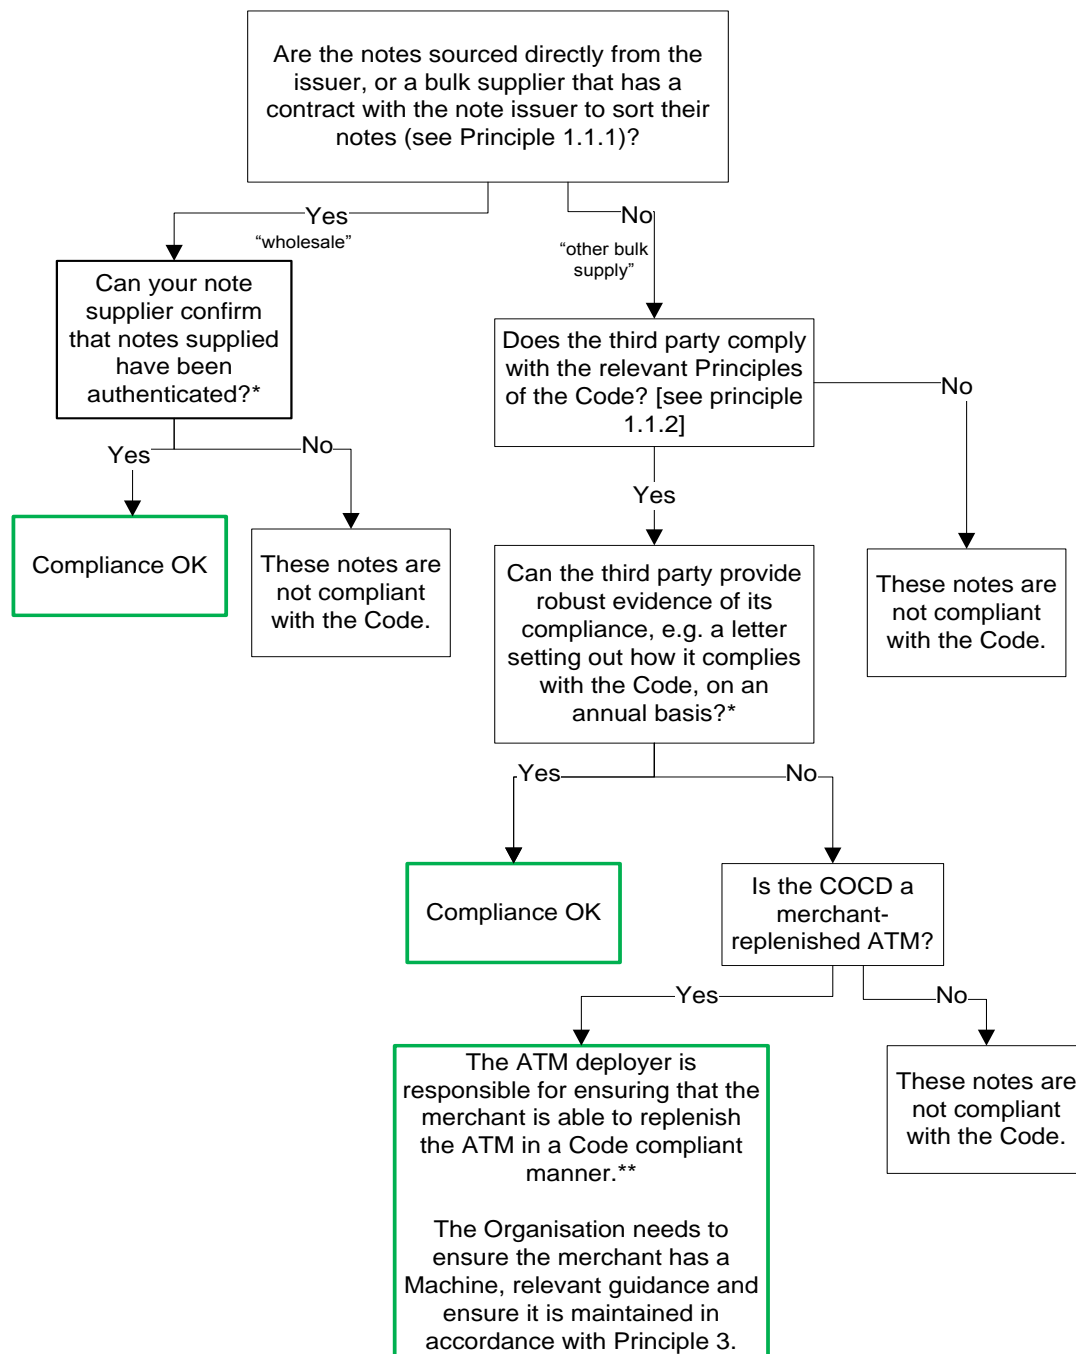 Are the notes sourced directly from the
issuer, or a bulk supplier that has a
contract with the note issuer to sort their
notes (see Principle 1.1.1)?
Yes
“wholesale”
No
“other bulk
supply”
Can your note
supplier confirm
that notes supplied
have been
authenticated?*
Does the third party comply
with the relevant Principles
of the Code? [see principle
1.1.2]
No
Yes
No
Yes
Compliance OK
These notes are
not compliant
with the Code.
Can the third party provide
robust evidence of its
compliance, e.g. a letter
setting out how it complies
with the Code, on an
annual basis?*
These notes are
not compliant
with the Code.
Yes
No
Compliance OK
Is the COCD a
merchant-
replenished ATM?
Yes
No
The ATM deployer is
responsible for ensuring that the
merchant is able to replenish
the ATM in a Code compliant
manner.**
The Organisation needs to
ensure the merchant has a
Machine, relevant guidance and
ensure it is maintained in
accordance with Principle 3.
These notes are
not compliant
with the Code.